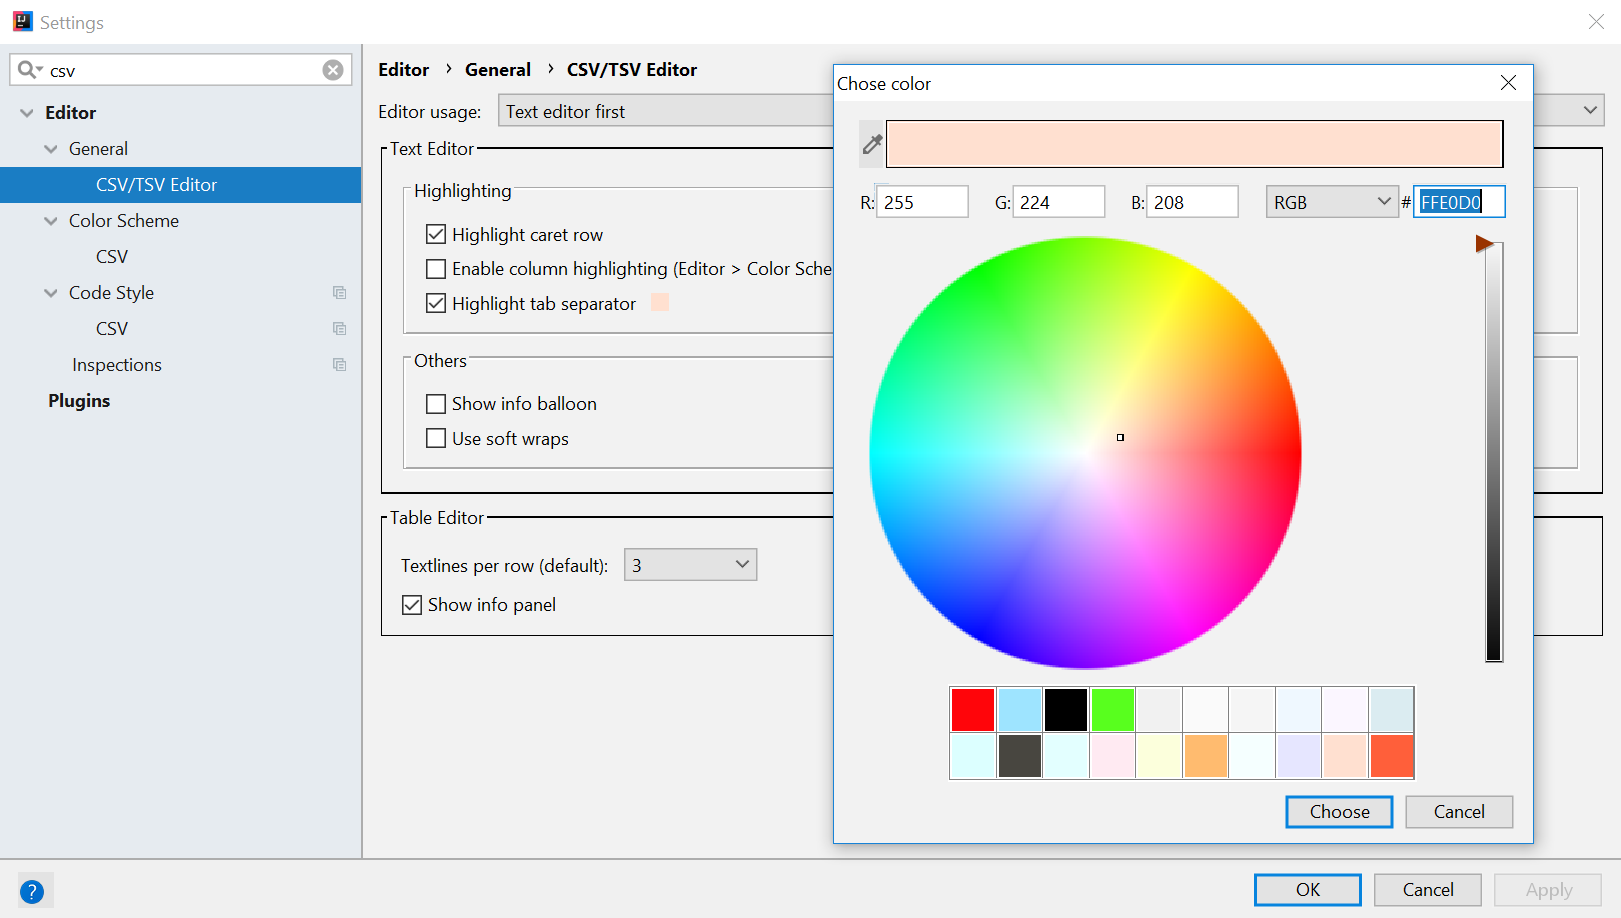 Settings
csv
Editor
General
CSV/TSV Editor
Color Scheme
CSV
Code Style
CSV
Inspections
Plugins
Editor › General › CSV/TSV Editor
Editor usage: Text editor first
Text Editor
Highlighting
Highlight caret row
Enable column highlighting (Editor > Color Sche
Highlight tab separator
Others
Show info balloon
Use soft wraps
Table Editor
Textlines per row (default): 3
Show info panel
Chose color
R: 255 G: 224 B: 208 RGB # FFE0D0
Choose Cancel
? OK Cancel Apply